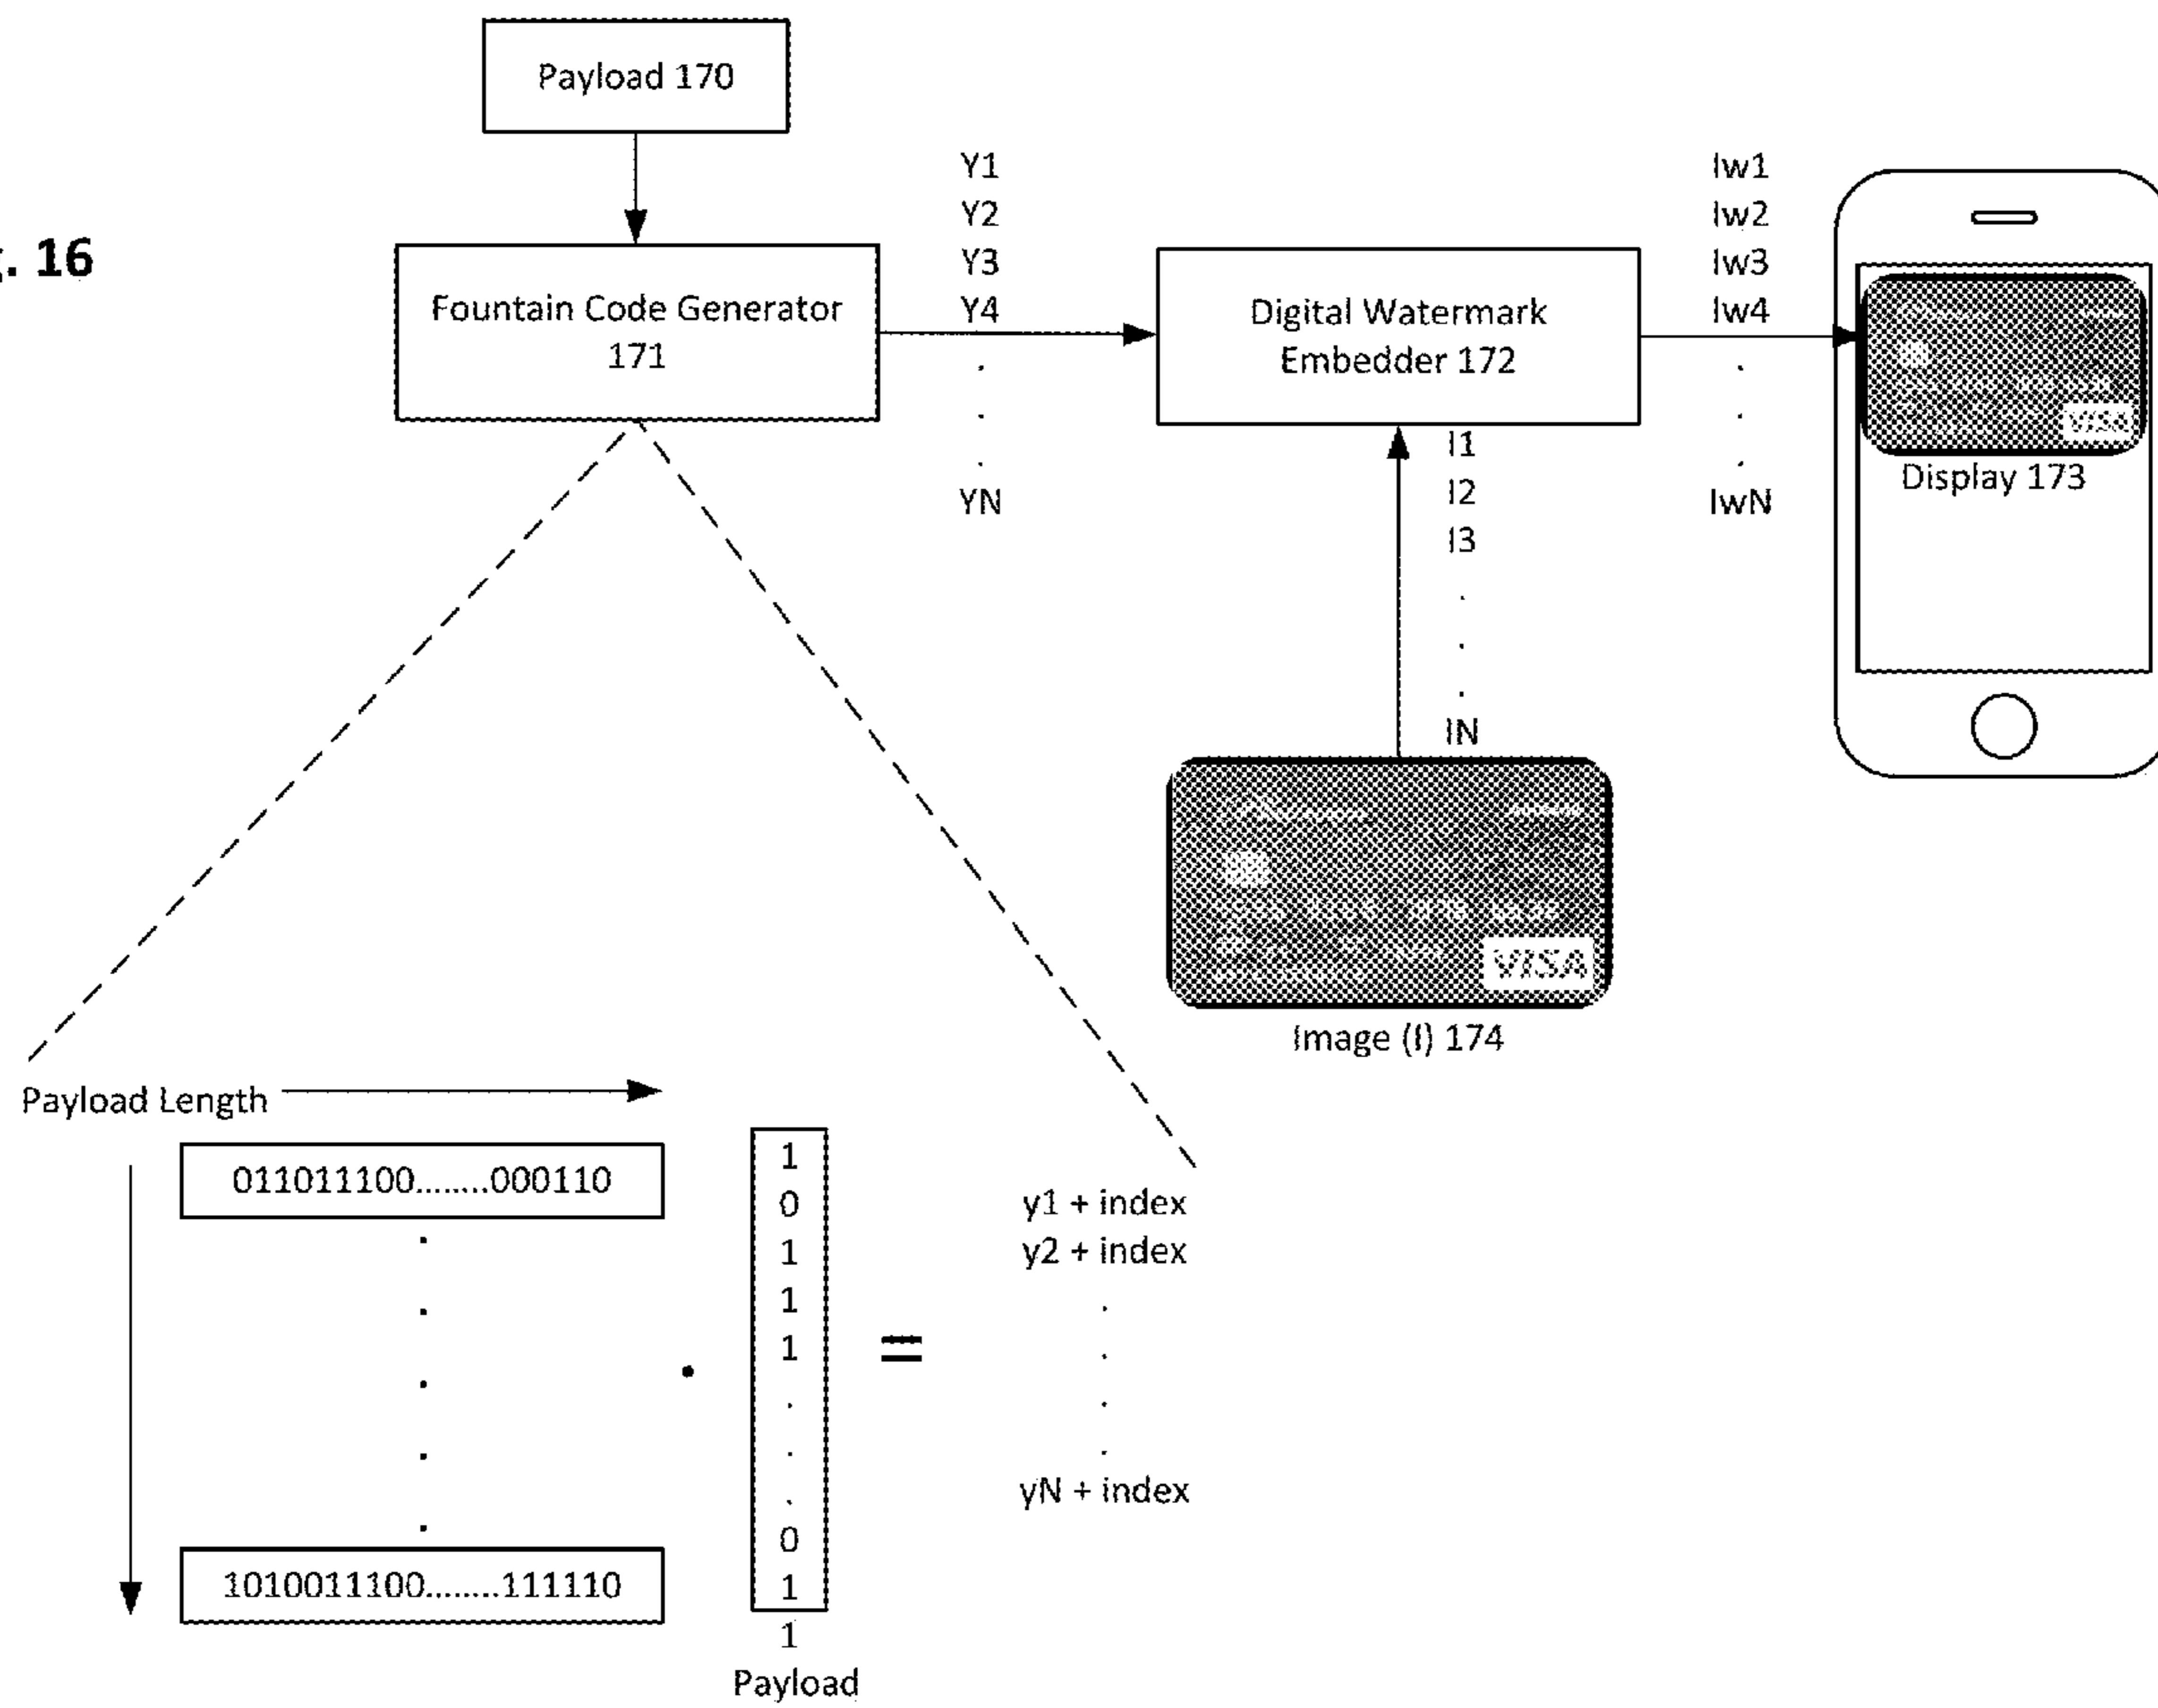 Payload 170
. 16
Fountain Code Generator
171
Y1
Y2
Y3
Y4
.
.
.
YN
Digital Watermark
Embedder 172
I1
I2
I3
.
.
.
IN
Iw1
Iw2
Iw3
Iw4
.
.
.
IwN
VISA
Display 173
VISA
Image (I) 174
Payload Length
011011100........000110
.
.
.
.
.
1010011100........111110
.
1
0
1
1
1
.
.
.
0
1
1
Payload
=
y1 + index
y2 + index
.
.
.
.
yN + index